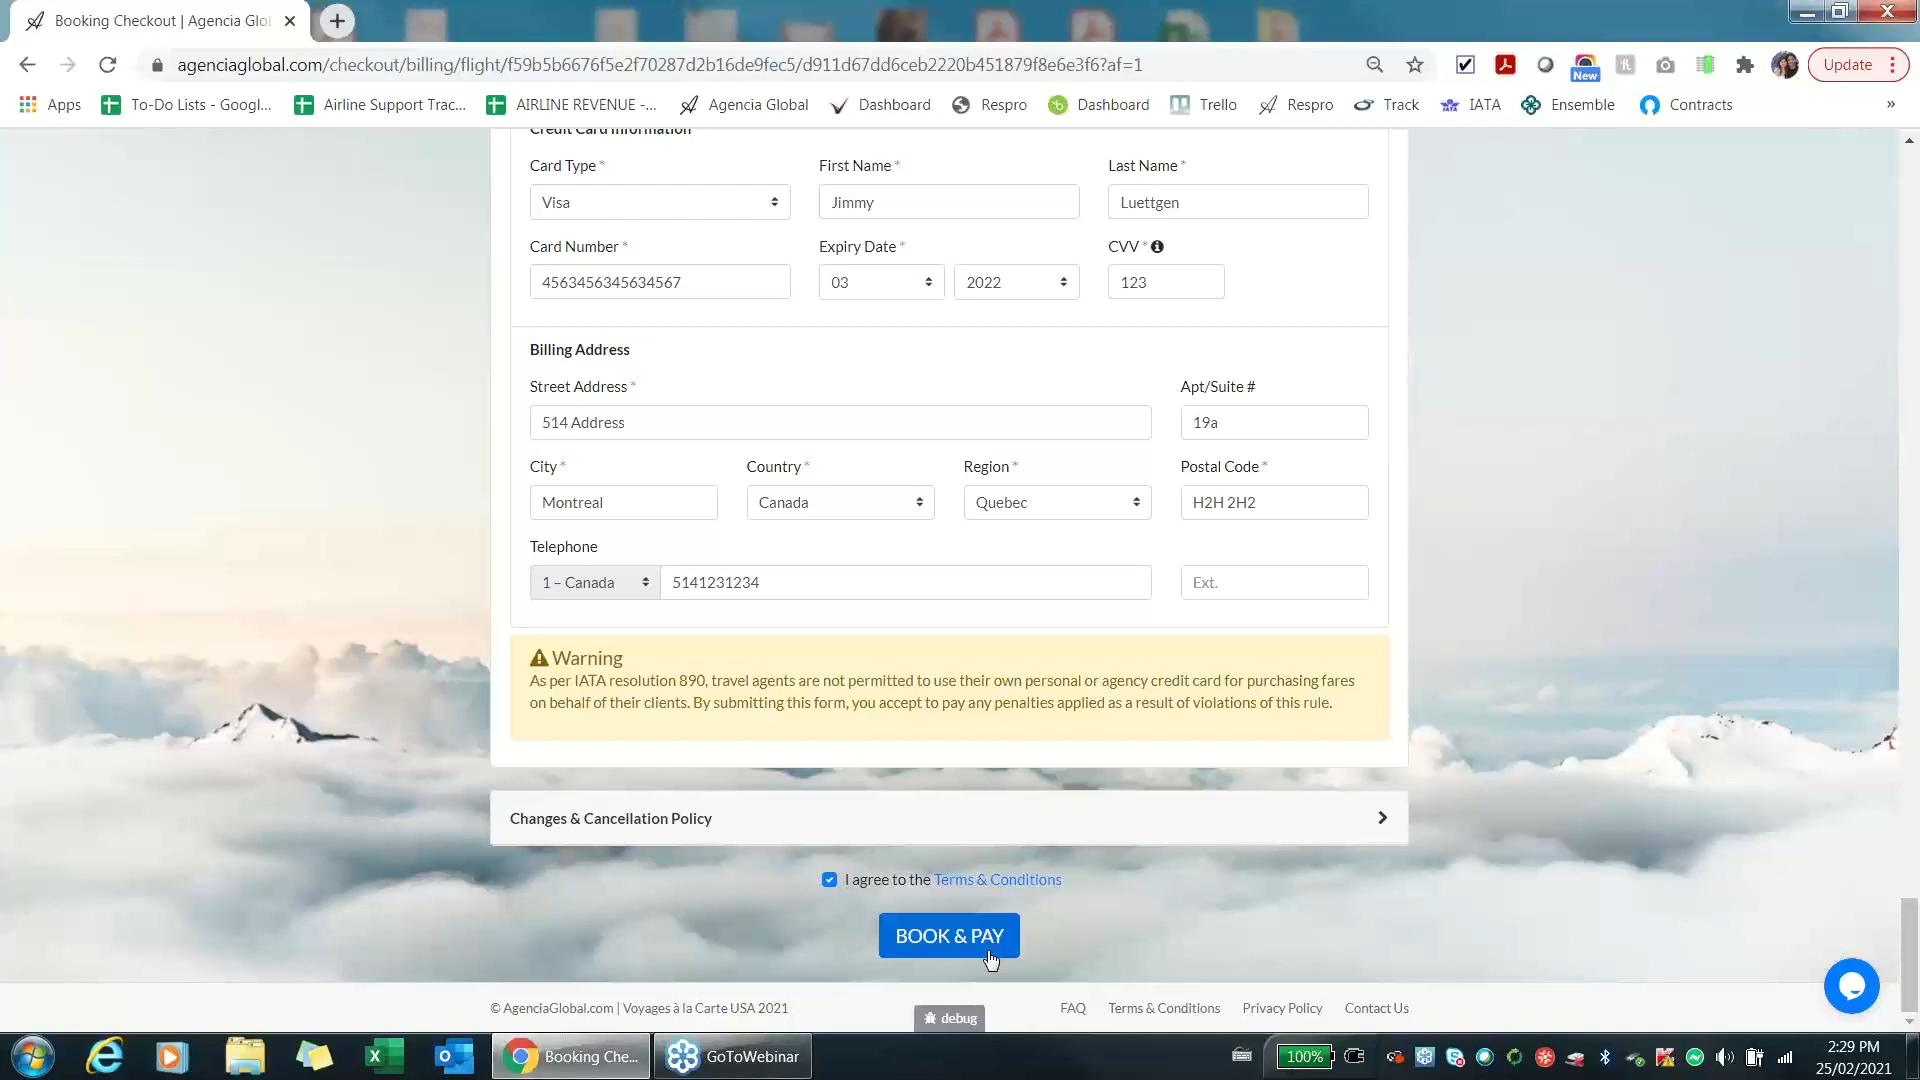 Booking Checkout | Agencia Glo
agenciaglobal.com/checkout/billing/flight/f59b5b6676f5e2f70287d2b16de9fec5/d911d67dd6ceb2220b451879f8e6e3f6?af=1
New
Update
Apps
To-Do Lists - Googl...
Airline Support Trac...
AIRLINE REVENUE -...
Agencia Global
Dashboard
Respro
Dashboard
Trello
Respro
Track
IATA
Ensemble
Contracts
»
Credit Card Information
Card Type *
First Name *
Last Name *
Visa
Jimmy
Luettgen
Card Number *
Expiry Date *
CVV *
4563456345634567
03
2022
123
Billing Address
Street Address *
Apt/Suite #
514 Address
19a
City *
Country *
Region *
Postal Code *
Montreal
Canada
Quebec
H2H 2H2
Telephone
1 – Canada
5141231234
Ext.
Warning
As per IATA resolution 890, travel agents are not permitted to use their own personal or agency credit card for purchasing fares
on behalf of their clients. By submitting this form, you accept to pay any penalties applied as a result of violations of this rule.
Changes & Cancellation Policy
I agree to the Terms & Conditions
BOOK & PAY
© AgenciaGlobal.com | Voyages à la Carte USA 2021
FAQ
Terms & Conditions
Privacy Policy
Contact Us
debug
Booking Che...
GoToWebinar
100%
2:29 PM
25/02/2021